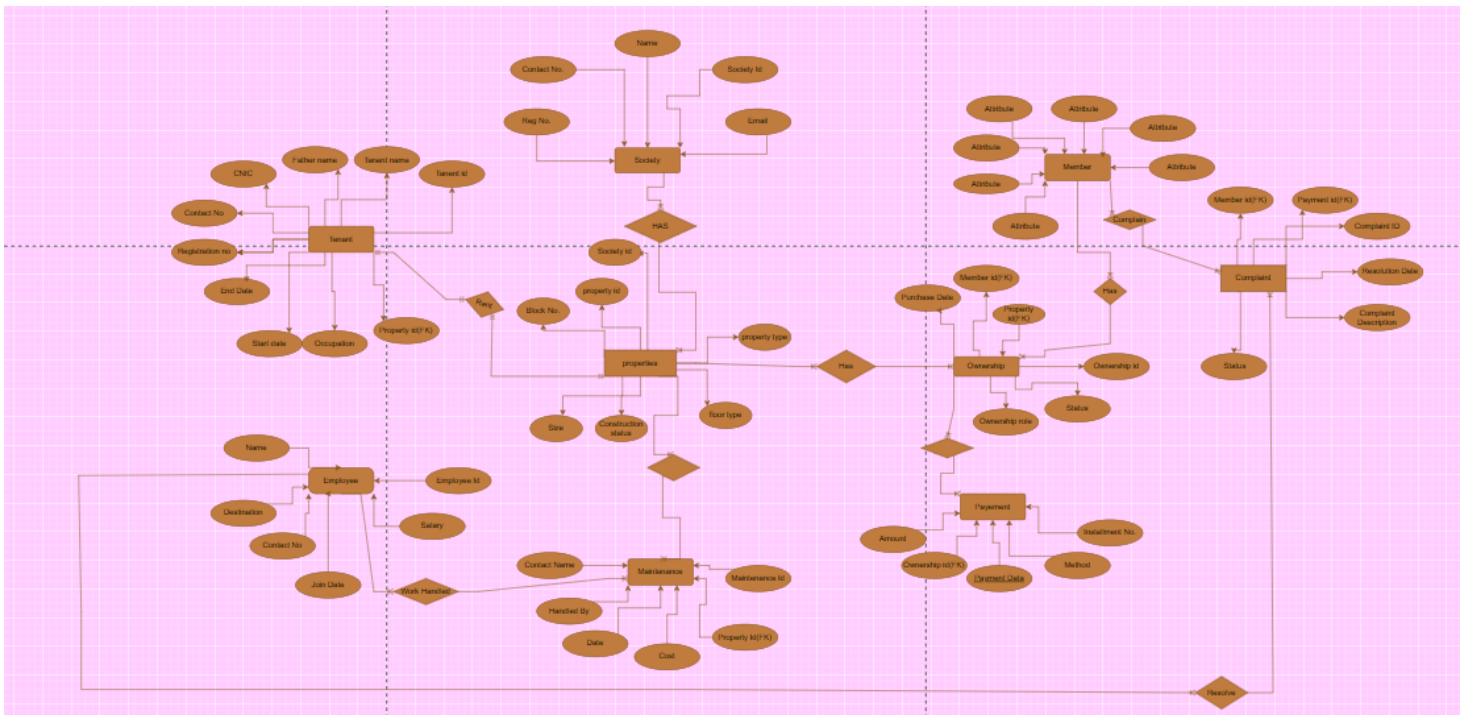 Name
Contact No.
Society Id
Reg No.
Email
Society
HAS
Attribute
Attribute
Attribute
Attribute
Attribute
Attribute
Attribute
Member
Complain
Member id(FK)
Payment id(FK)
Complaint ID
Resolution Date
Complaint
Description
Status
Complaint
CNIC
Father name
Tenant name
Tenant id
Contact No
Registration no
Tenant
End Date
Start date
Occupation
Property id(FK)
Rent
Society id
property id
Block No.
property type
properties
Size
Construction
status
floor type
Has
Has
Member id(FK)
Purchase Date
Property
id(FK)
Ownership
Ownership id
Status
Ownership role
Name
Employee
Employee Id
Destination
Contact No
Salary
Join Date
Work Handled
Contact Name
Maintenance
Maintenance Id
Handled By
Date
Cost
Property Id(FK)
Payement
Amount
Installment No.
Ownership id(FK)
Payment Data
Method
Resolve